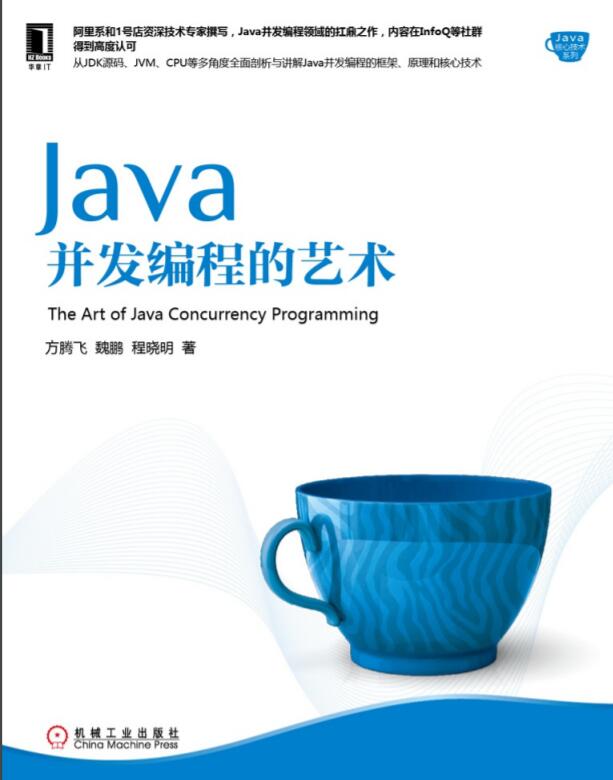 HZ Books
华章IT
阿里系和1号店资深技术专家撰写，Java并发编程领域的扛鼎之作，内容在InfoQ等社群
得到高度认可
从JDK源码、JVM、CPU等多角度全面剖析与讲解Java并发编程的框架、原理和核心技术
Java
核心技术
系列
Java
并发编程的艺术
The Art of Java Concurrency Programming
方腾飞 魏鹏 程晓明 著
机械工业出版社
China Machine Press